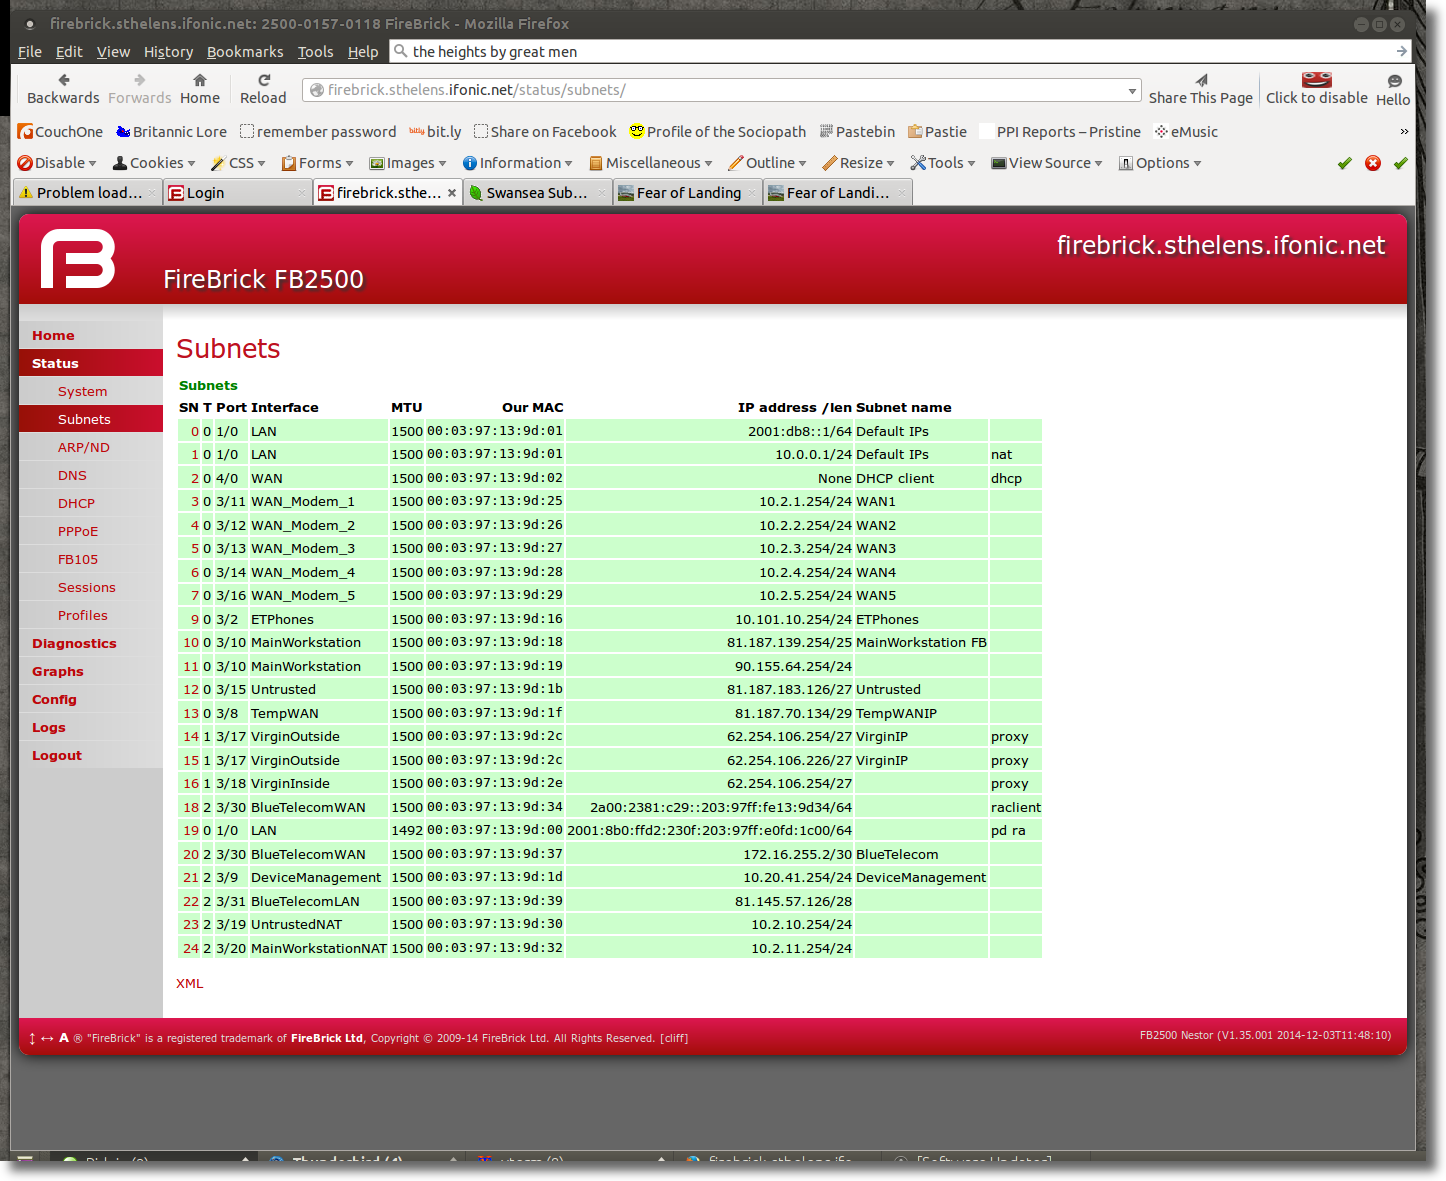 firebrick.sthelens.ifonic.net: 2500-0157-0118 FireBrick - Mozilla Firefox
File Edit View History Bookmarks Tools Help the heights by great men
Backwards Forwards Home Reload firebrick.sthelens.ifonic.net/status/subnets/ Share This Page Click to disable Hello
CouchOne Britannic Lore remember password bitly bit.ly Share on Facebook Profile of the Sociopath Pastebin Pastie PPI Reports – Pristine eMusic »
Disable Cookies CSS Forms Images Information Miscellaneous Outline Resize Tools View Source Options
Problem load... Login firebrick.sthe... Swansea Sub... Fear of Landing Fear of Landi...
firebrick.sthelens.ifonic.net
FireBrick FB2500
Home
Status
System
Subnets
ARP/ND
DNS
DHCP
PPPoE
FB105
Sessions
Profiles
Diagnostics
Graphs
Config
Logs
Logout
Subnets
Subnets
SN T Port Interface MTU Our MAC IP address /len Subnet name
0 0 1/0 LAN 1500 00:03:97:13:9d:01 2001:db8::1/64 Default IPs
1 0 1/0 LAN 1500 00:03:97:13:9d:01 10.0.0.1/24 Default IPs nat
2 0 4/0 WAN 1500 00:03:97:13:9d:02 None DHCP client dhcp
3 0 3/11 WAN_Modem_1 1500 00:03:97:13:9d:25 10.2.1.254/24 WAN1
4 0 3/12 WAN_Modem_2 1500 00:03:97:13:9d:26 10.2.2.254/24 WAN2
5 0 3/13 WAN_Modem_3 1500 00:03:97:13:9d:27 10.2.3.254/24 WAN3
6 0 3/14 WAN_Modem_4 1500 00:03:97:13:9d:28 10.2.4.254/24 WAN4
7 0 3/16 WAN_Modem_5 1500 00:03:97:13:9d:29 10.2.5.254/24 WAN5
9 0 3/2 ETPhones 1500 00:03:97:13:9d:16 10.101.10.254/24 ETPhones
10 0 3/10 MainWorkstation 1500 00:03:97:13:9d:18 81.187.139.254/25 MainWorkstation FB
11 0 3/10 MainWorkstation 1500 00:03:97:13:9d:19 90.155.64.254/24
12 0 3/15 Untrusted 1500 00:03:97:13:9d:1b 81.187.183.126/27 Untrusted
13 0 3/8 TempWAN 1500 00:03:97:13:9d:1f 81.187.70.134/29 TempWANIP
14 1 3/17 VirginOutside 1500 00:03:97:13:9d:2c 62.254.106.254/27 VirginIP proxy
15 1 3/17 VirginOutside 1500 00:03:97:13:9d:2c 62.254.106.226/27 VirginIP proxy
16 1 3/18 VirginInside 1500 00:03:97:13:9d:2e 62.254.106.254/27 proxy
18 2 3/30 BlueTelecomWAN 1500 00:03:97:13:9d:34 2a00:2381:c29::203:97ff:fe13:9d34/64 raclient
19 0 1/0 LAN 1492 00:03:97:13:9d:00 2001:8b0:ffd2:230f:203:97ff:e0fd:1c00/64 pd ra
20 2 3/30 BlueTelecomWAN 1500 00:03:97:13:9d:37 172.16.255.2/30 BlueTelecom
21 2 3/9 DeviceManagement 1500 00:03:97:13:9d:1d 10.20.41.254/24 DeviceManagement
22 2 3/31 BlueTelecomLAN 1500 00:03:97:13:9d:39 81.145.57.126/28
23 2 3/19 UntrustedNAT 1500 00:03:97:13:9d:30 10.2.10.254/24
24 2 3/20 MainWorkstationNAT 1500 00:03:97:13:9d:32 10.2.11.254/24
XML
↕ ↔ A ® "FireBrick" is a registered trademark of FireBrick Ltd, Copyright © 2009-14 FireBrick Ltd. All Rights Reserved. [cliff]
FB2500 Nestor (V1.35.001 2014-12-03T11:48:10)